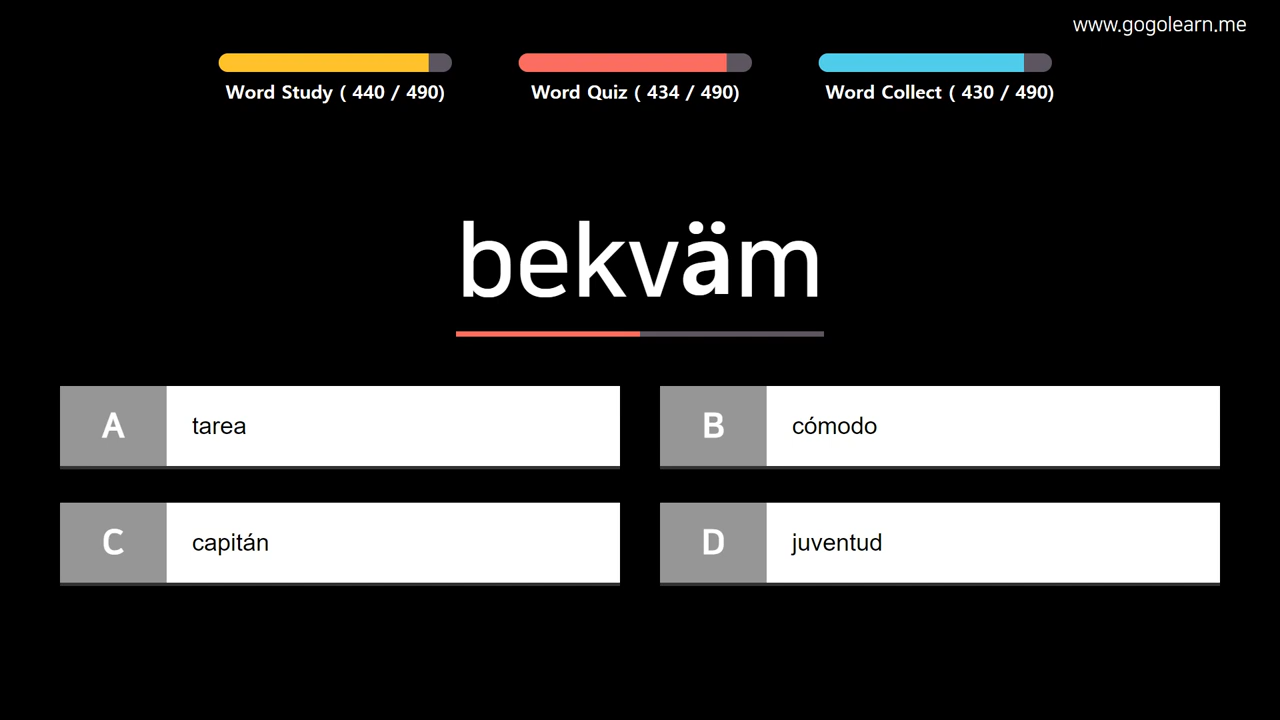 www.gogolearn.me
Word Study ( 440 / 490)
Word Quiz ( 434 / 490)
Word Collect ( 430 / 490)
bekväm
A
tarea
B
cómodo
C
capitán
D
juventud